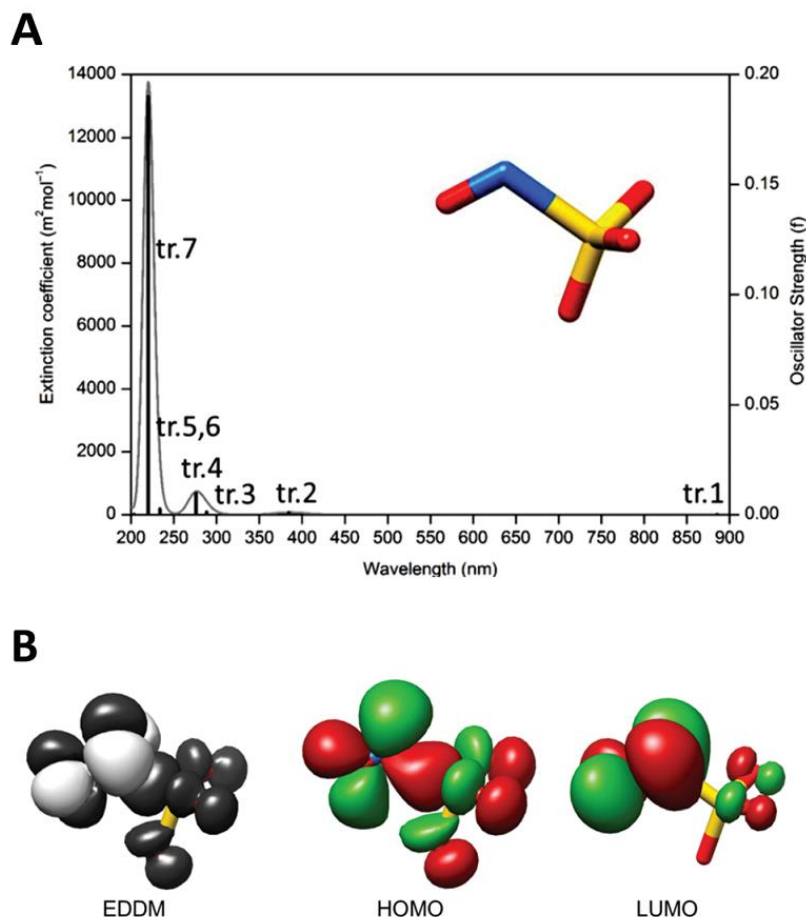 A
Extinction coefficient (m²mol⁻¹)
14000
12000
10000
8000
6000
4000
2000
0
0.20
0.15
0.10
0.05
0.00
Oscillator Strength (f)
tr.7
tr.5,6
tr.4
tr.3
tr.2
tr.1
200 250 300 350 400 450 500 550 600 650 700 750 800 850 900
Wavelength (nm)
B
EDDM HOMO LUMO